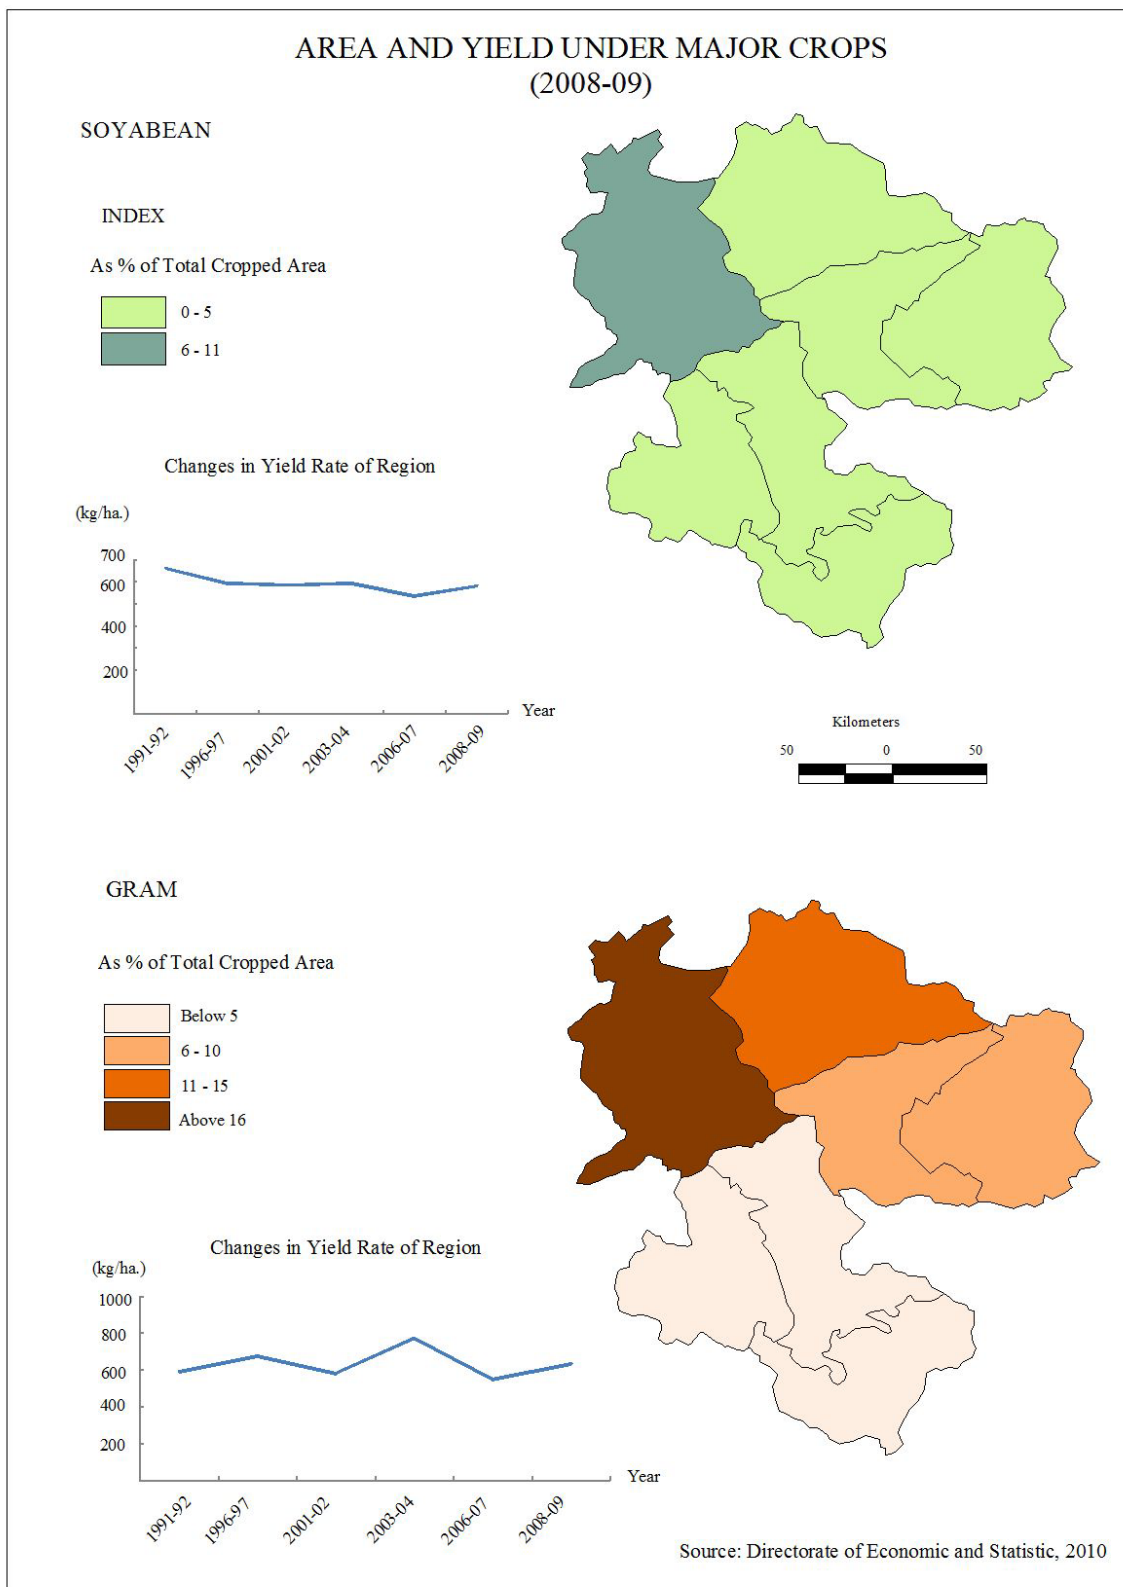 AREA AND YIELD UNDER MAJOR CROPS
(2008-09)
SOYABEAN
INDEX
As % of Total Cropped Area
0 - 5
6 - 11
Changes in Yield Rate of Region
(kg/ha.)
700
600
400
200
1991-92
1996-97
2001-02
2003-04
2006-07
2008-09
Year
Kilometers
50 0 50
GRAM
As % of Total Cropped Area
Below 5
6 - 10
11 - 15
Above 16
Changes in Yield Rate of Region
(kg/ha.)
1000
800
600
400
200
1991-92
1996-97
2001-02
2003-04
2006-07
2008-09
Year
Source: Directorate of Economic and Statistic, 2010